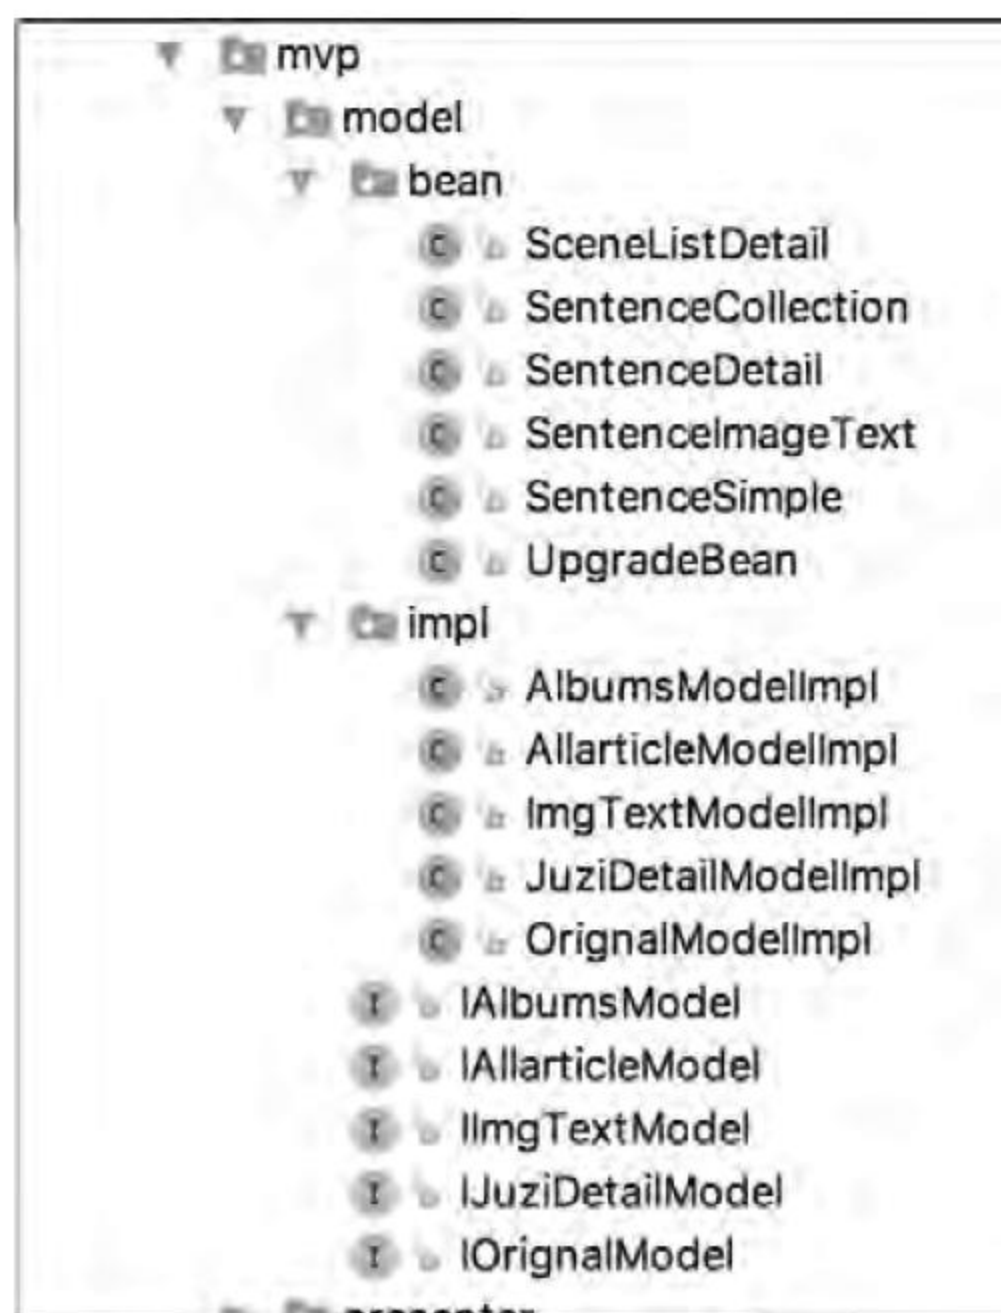 mvp
model
bean
SceneListDetail
SentenceCollection
SentenceDetail
SentenceImageText
SentenceSimple
UpgradeBean
impl
AlbumsModelImpl
AllarticleModelImpl
ImgTextModelImpl
JuziDetailModelImpl
OrignalModelImpl
IAlbumsModel
IAllarticleModel
IImgTextModel
IJuziDetailModel
IOrignalModel